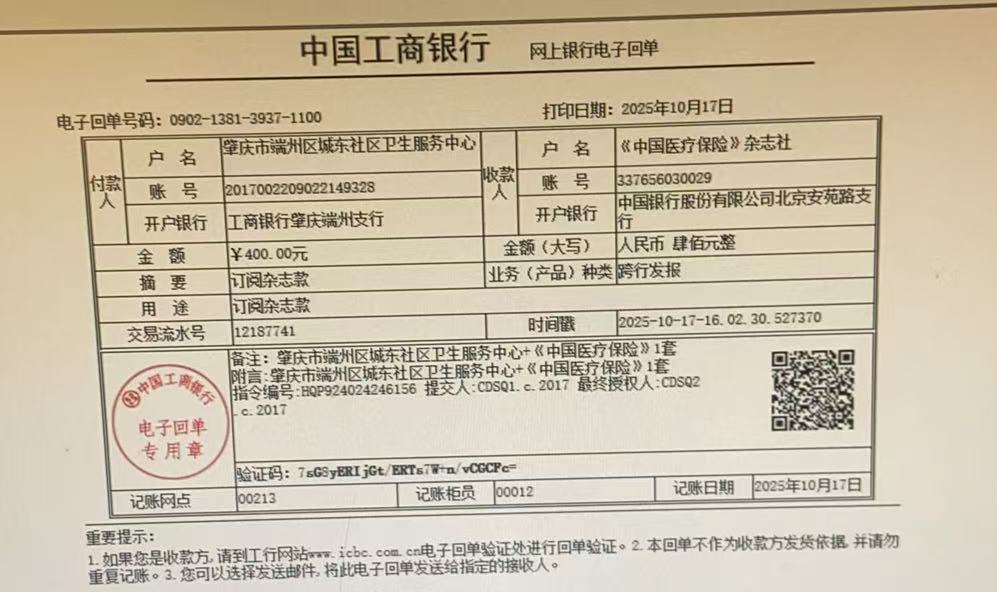 中国工商银行 网上银行电子回单
电子回单号码：0902-1381-3937-1100 打印日期：2025年10月17日
付款人 户 名 肇庆市端州区城东社区卫生服务中心 收款人 户 名 《中国医疗保险》杂志社
账 号 2017002209022149328 账 号 337656030029
开户银行 工商银行肇庆端州支行 开户银行 中国银行股份有限公司北京安苑路支行
金 额 ￥400.00元 金额（大写） 人民币 肆佰元整
摘 要 订阅杂志款 业务（产品）种类 跨行发报
用 途 订阅杂志款
交易流水号 12187741 时间戳 2025-10-17-16.02.30.527370
中国工商银行
电子回单
专用章
备注：肇庆市端州区城东社区卫生服务中心+《中国医疗保险》1套
附言：肇庆市端州区城东社区卫生服务中心+《中国医疗保险》1套
指令编号:HQP924024246156 提交人:CDSQ1.c.2017 最终授权人:CDSQ2
.c.2017
验证码：7sG8yERIjGt/ERTs7W+n/vCGCFc=
记账网点 00213 记账柜员 00012 记账日期 2025年10月17日
重要提示：
1.如果您是收款方,请到工行网站www.icbc.com.cn电子回单验证处进行回单验证。2.本回单不作为收款方发货依据,并请勿
重复记账。3.您可以选择发送邮件,将此电子回单发送给指定的接收人。